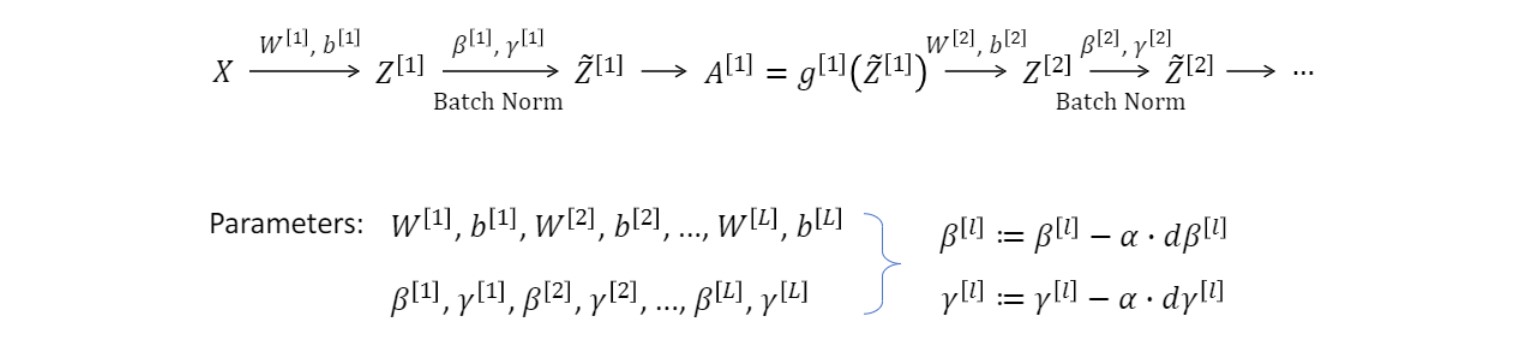 X W^[1], b^[1] ⟶ Z^[1] β^[1], γ^[1] ⟶ Z̃^[1] ⟶ A^[1] = g^[1](Z̃^[1]) W^[2], b^[2] ⟶ Z^[2] β^[2], γ^[2] ⟶ Z̃^[2] ⟶ ...
Batch Norm Batch Norm
Parameters: W^[1], b^[1], W^[2], b^[2], ..., W^[L], b^[L] β^[l] := β^[l] − α · dβ^[l]
β^[1], γ^[1], β^[2], γ^[2], ..., β^[L], γ^[L] γ^[l] := γ^[l] − α · dγ^[l]